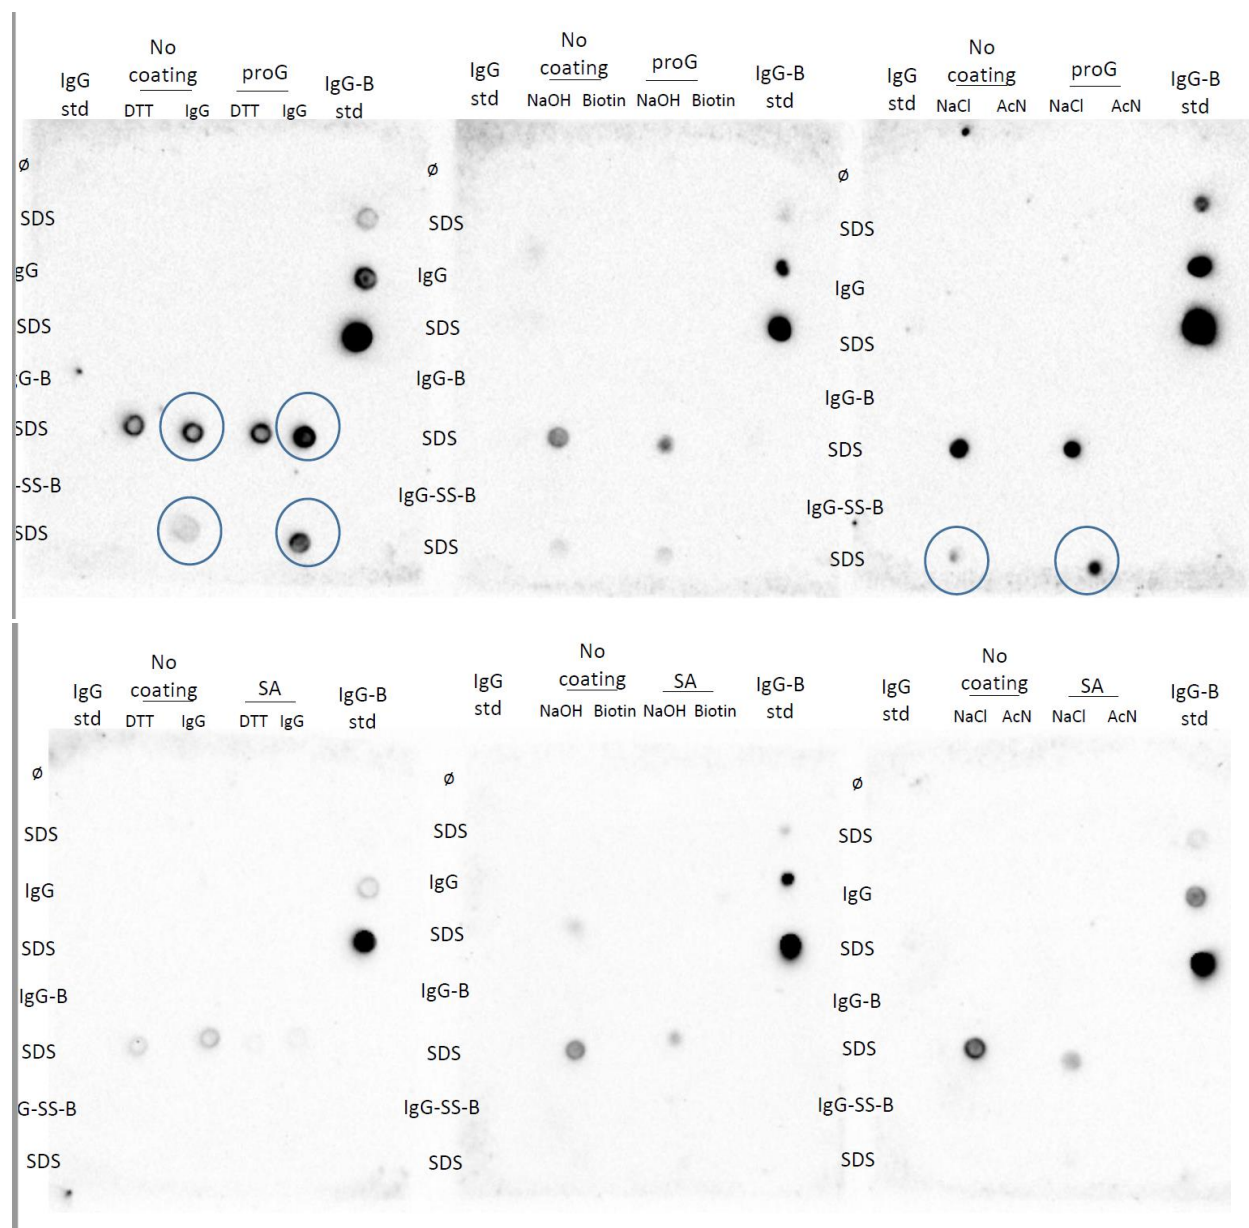 No
coating
proG
IgG
std
DTT
IgG
DTT
IgG
IgG-B
std
ø
SDS
gG
SDS
G-B
SDS
-SS-B
SDS
No
coating
proG
IgG
std
NaOH
Biotin
NaOH
Biotin
IgG-B
std
ø
SDS
IgG
SDS
IgG-B
SDS
IgG-SS-B
SDS
No
coating
proG
IgG
std
NaCl
AcN
NaCl
AcN
IgG-B
std
ø
SDS
IgG
SDS
IgG-B
SDS
IgG-SS-B
SDS
No
coating
SA
IgG
std
DTT
IgG
DTT
IgG
IgG-B
std
ø
SDS
IgG
SDS
IgG-B
SDS
G-SS-B
SDS
No
coating
SA
IgG
std
NaOH
Biotin
NaOH
Biotin
IgG-B
std
ø
SDS
IgG
SDS
IgG-B
SDS
IgG-SS-B
SDS
No
coating
SA
IgG
std
NaCl
AcN
NaCl
AcN
IgG-B
std
ø
SDS
IgG
SDS
IgG-B
SDS
IgG-SS-B
SDS